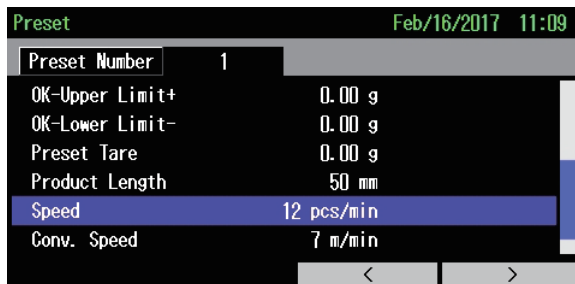 Preset Feb/16/2017 11:09
Preset Number 1
OK-Upper Limit+ 0.00 g
OK-Lower Limit- 0.00 g
Preset Tare 0.00 g
Product Length 50 mm
Speed 12 pcs/min
Conv. Speed 7 m/min
< >